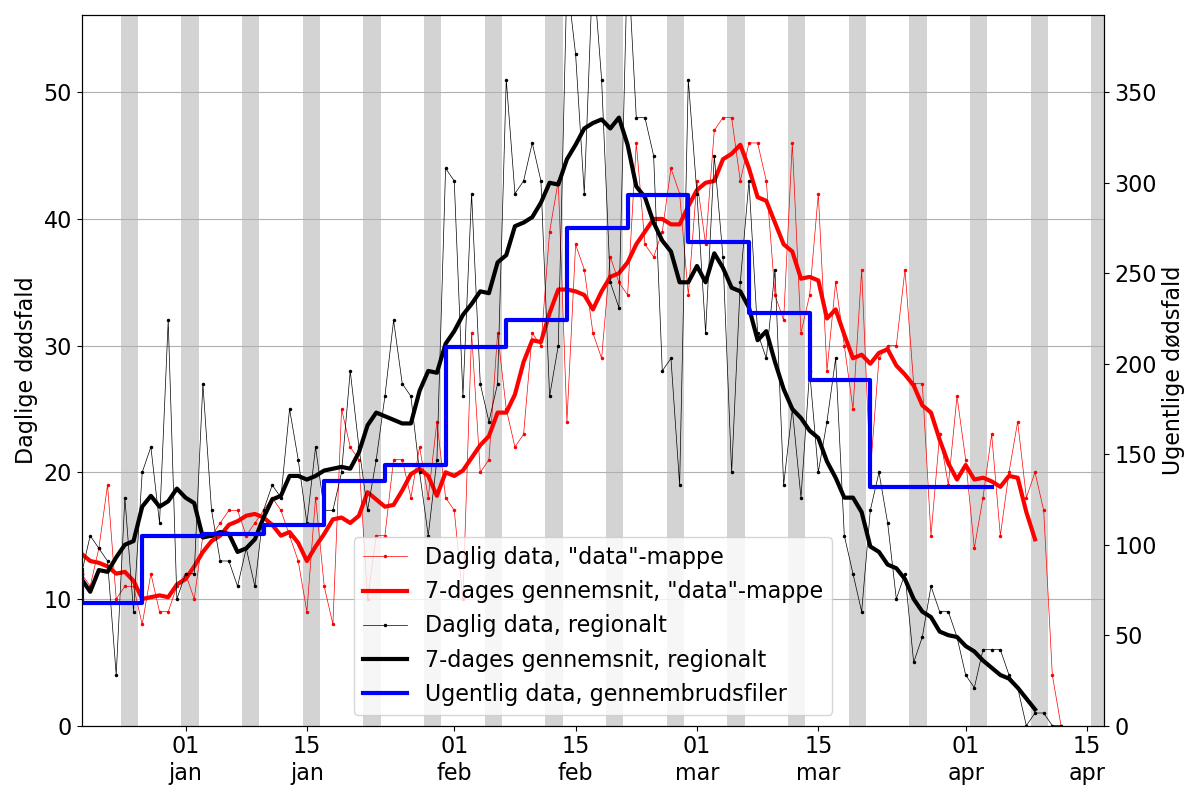 Daglige dødsfald
50
40
30
20
10
0
350
300
250
200
150
100
50
0
Ugentlige dødsfald
Daglig data, "data"-mappe
7-dages gennemsnit, "data"-mappe
Daglig data, regionalt
7-dages gennemsnit, regionalt
Ugentlig data, gennembrudsfiler
01 15 01 15 01 15 01 15
jan jan feb feb mar mar apr apr